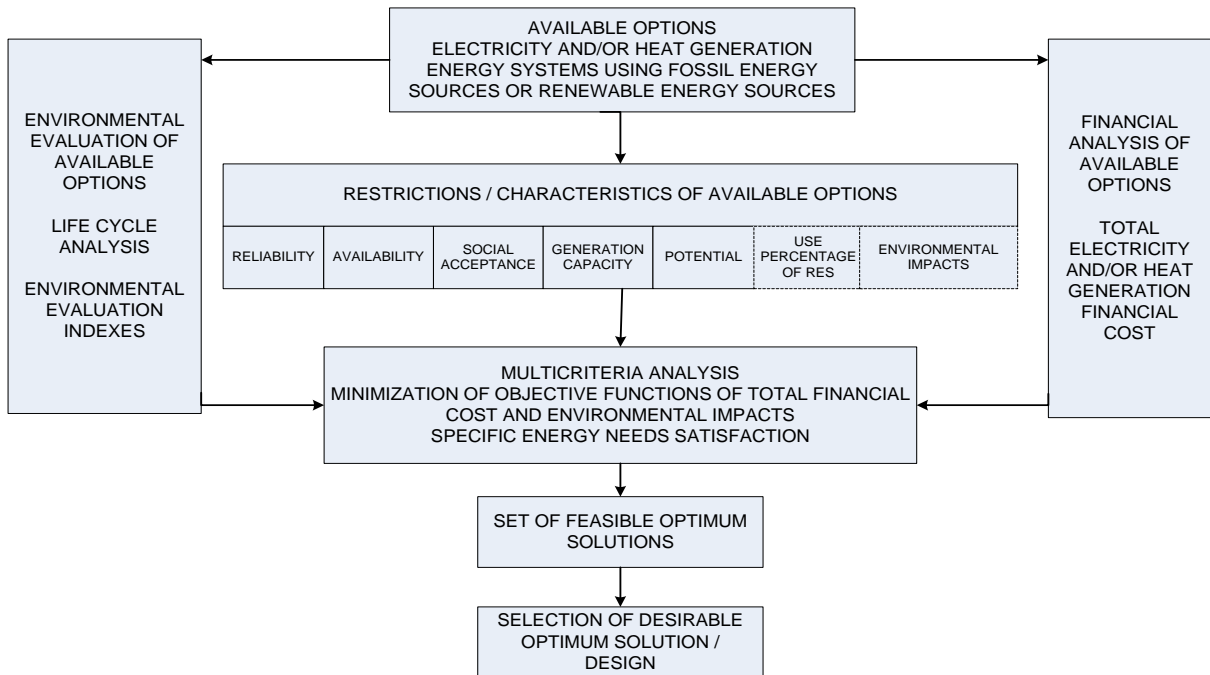 AVAILABLE OPTIONS
ELECTRICITY AND/OR HEAT GENERATION
ENERGY SYSTEMS USING FOSSIL ENERGY
SOURCES OR RENEWABLE ENERGY SOURCES
ENVIRONMENTAL
EVALUATION OF
AVAILABLE
OPTIONS
LIFE CYCLE
ANALYSIS
ENVIRONMENTAL
EVALUATION
INDEXES
RESTRICTIONS / CHARACTERISTICS OF AVAILABLE OPTIONS
RELIABILITY
AVAILABILITY
SOCIAL
ACCEPTANCE
GENERATION
CAPACITY
POTENTIAL
USE
PERCENTAGE
OF RES
ENVIRONMENTAL
IMPACTS
FINANCIAL
ANALYSIS OF
AVAILABLE
OPTIONS
TOTAL
ELECTRICITY
AND/OR HEAT
GENERATION
FINANCIAL
COST
MULTICRITERIA ANALYSIS
MINIMIZATION OF OBJECTIVE FUNCTIONS OF TOTAL FINANCIAL
COST AND ENVIRONMENTAL IMPACTS
SPECIFIC ENERGY NEEDS SATISFACTION
SET OF FEASIBLE OPTIMUM
SOLUTIONS
SELECTION OF DESIRABLE
OPTIMUM SOLUTION /
DESIGN